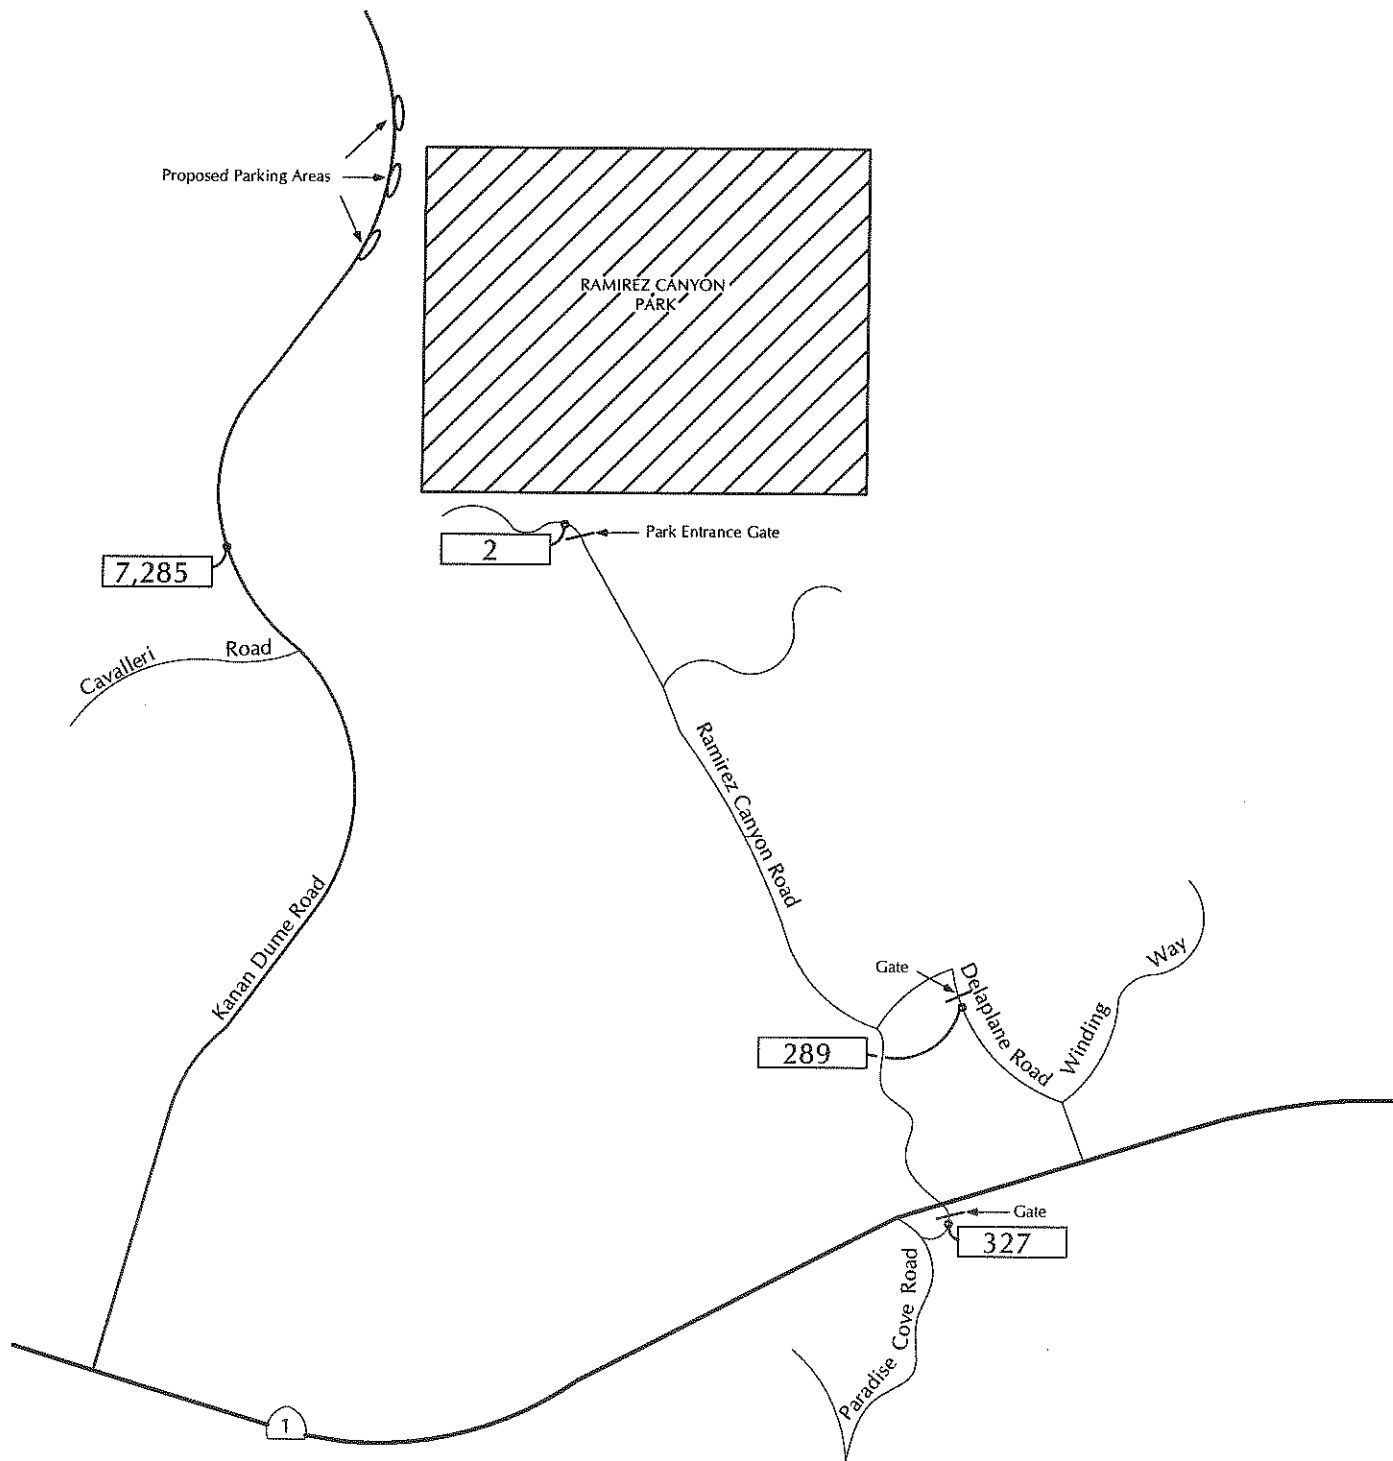 Proposed Parking Areas
RAMIREZ CANYON
PARK
Park Entrance Gate
2
7,285
Cavalleri Road
Ramirez Canyon Road
Kanan Dume Road
Gate
Delaplane Road
Winding Way
289
Gate
327
Paradise Cove Road
1